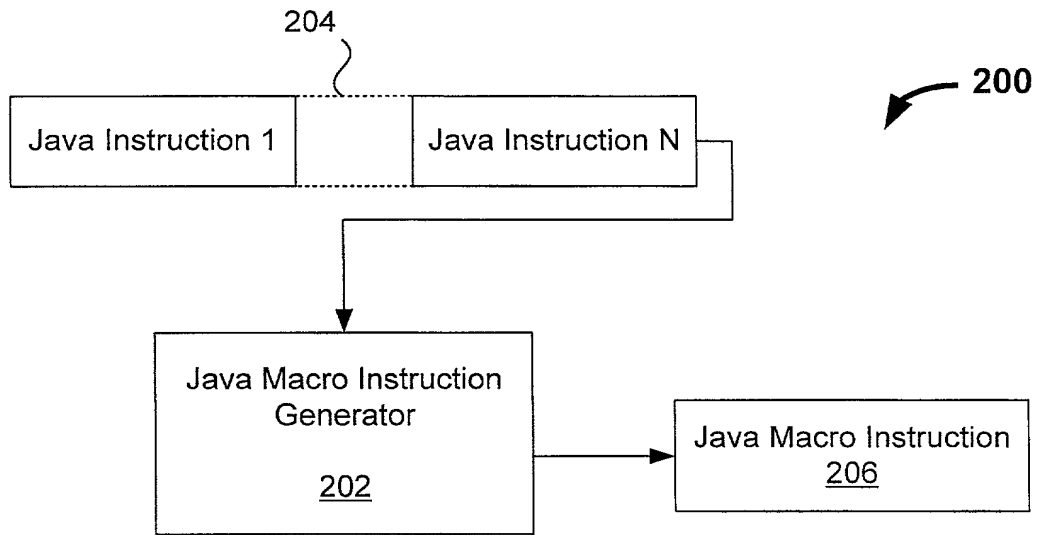 204
200
Java Instruction 1
Java Instruction N
Java Macro Instruction
Generator
202
Java Macro Instruction
206